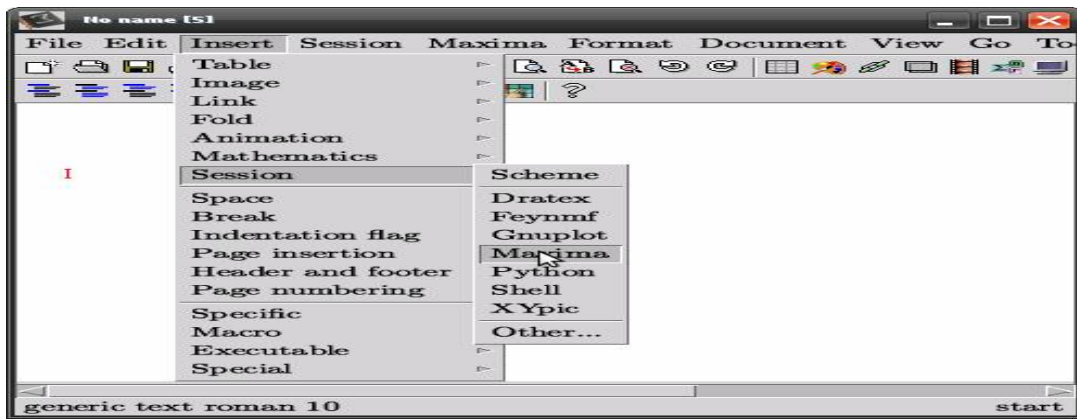 No name [5]
File Edit Insert Session Maxima Format Document View Go To
Table
Image
Link
Fold
Animation
Mathematics
Session
Scheme
Space
Dratex
Break
Feynmf
Indentation flag
Gnuplot
Page insertion
Maxima
Header and footer
Python
Page numbering
Shell
Specific
XYpic
Macro
Other...
Executable
Special
generic text roman 10 start